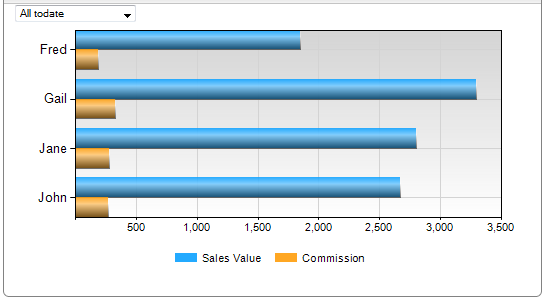 All todate
Fred
Gail
Jane
John
500 1,000 1,500 2,000 2,500 3,000 3,500
Sales Value Commission